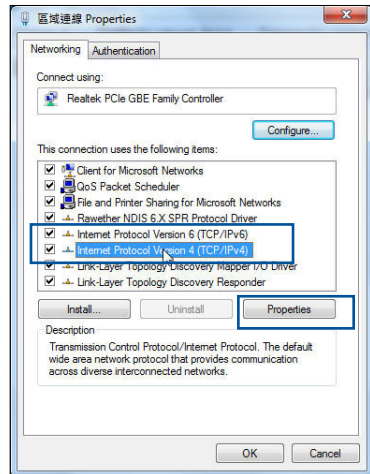 區域連線 Properties
Networking Authentication
Connect using:
Realtek PCIe GBE Family Controller
Configure...
This connection uses the following items:
Client for Microsoft Networks
QoS Packet Scheduler
File and Printer Sharing for Microsoft Networks
Rawether NDIS 6.X SPR Protocol Driver
Internet Protocol Version 6 (TCP/IPv6)
Internet Protocol Version 4 (TCP/IPv4)
Link-Layer Topology Discovery Mapper I/O Driver
Link-Layer Topology Discovery Responder
Install... Uninstall Properties
Description
Transmission Control Protocol/Internet Protocol. The default
wide area network protocol that provides communication
across diverse interconnected networks.
OK Cancel